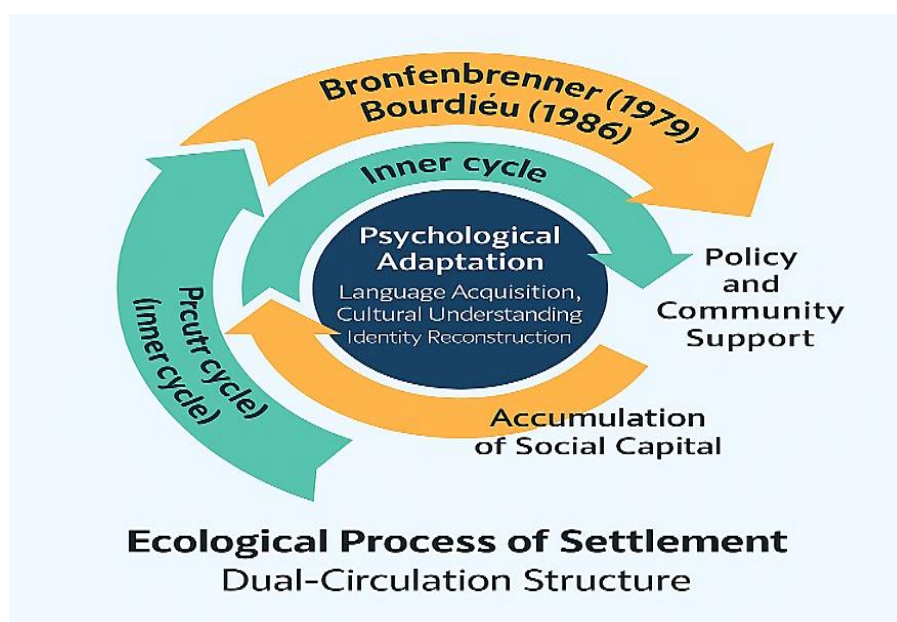 Bronfenbrenner (1979)
Bourdiéu (1986)
Inner cycle
Psychological
Adaptation
Language Acquisition,
Cultural Understanding
Identity Reconstruction
Policy
and
Community
Support
Prcutr cycle)
(Inner cycle)
Accumulation
of Social Capital
Ecological Process of Settlement
Dual-Circulation Structure